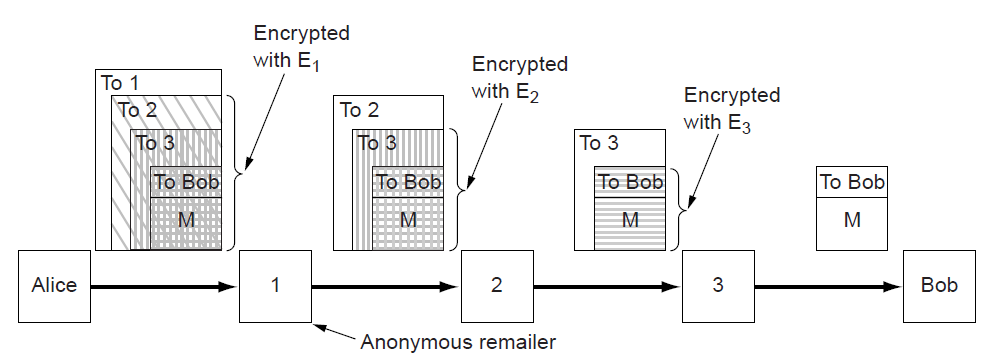 Encrypted
with E1
Encrypted
with E2
Encrypted
with E3
To 1
To 2
To 3
To Bob
M
To 2
To 3
To Bob
M
To 3
To Bob
M
To Bob
M
Alice
1
2
3
Bob
Anonymous remailer